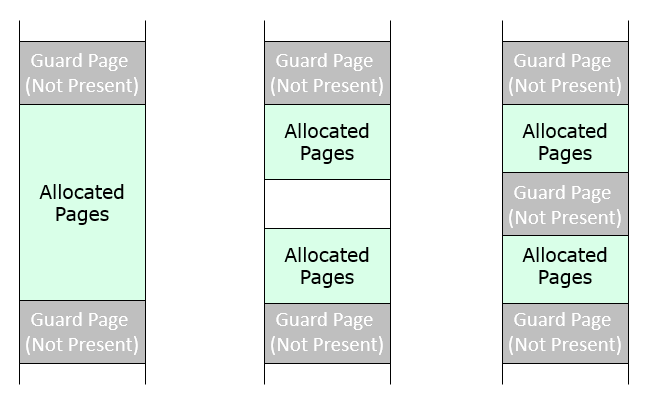 Guard Page
(Not Present)
Allocated
Pages
Guard Page
(Not Present)
Guard Page
(Not Present)
Allocated
Pages
Allocated
Pages
Guard Page
(Not Present)
Guard Page
(Not Present)
Allocated
Pages
Guard Page
(Not Present)
Allocated
Pages
Guard Page
(Not Present)